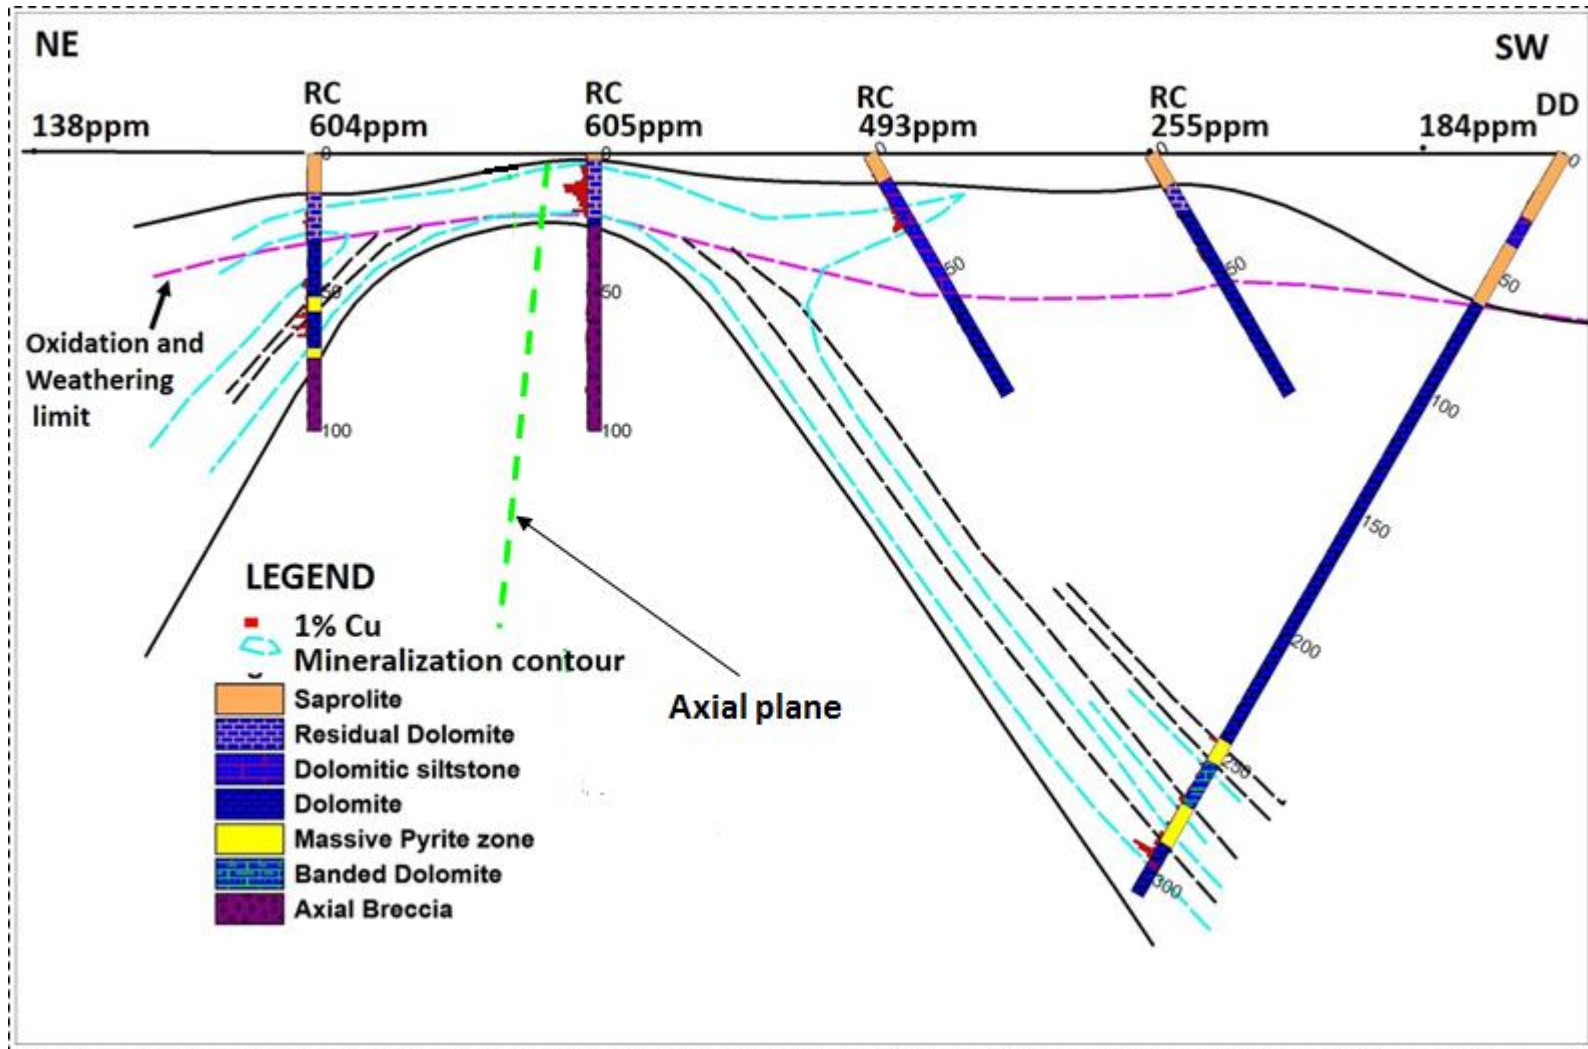 NE
SW
RC
RC
RC
RC
DD
138ppm
604ppm
605ppm
493ppm
255ppm
184ppm
0
0
0
0
0
50
50
50
50
50
100
100
100
150
200
250
300
Oxidation and
Weathering
limit
Axial plane
LEGEND
1% Cu
Mineralization contour
Saprolite
Residual Dolomite
Dolomitic siltstone
Dolomite
Massive Pyrite zone
Banded Dolomite
Axial Breccia